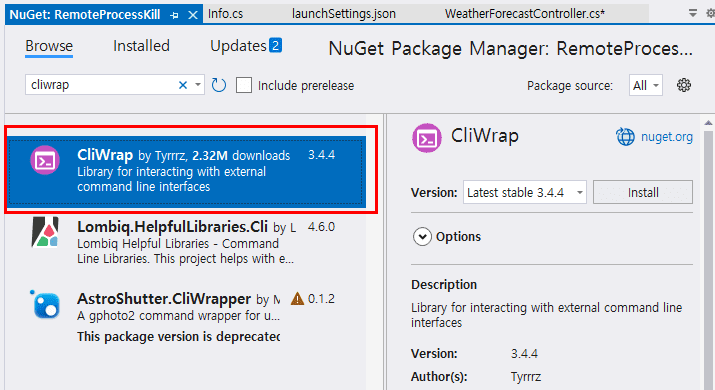 NuGet: RemoteProcessKill
Info.cs
launchSettings.json
WeatherForecastController.cs*
Browse
Installed
Updates 2
NuGet Package Manager: RemoteProces...
cliwrap
Include prerelease
Package source:
All
CliWrap by Tyrrrz, 2.32M downloads
3.4.4
Library for interacting with external
command line interfaces
Lombiq.HelpfulLibraries.Cli by L
4.6.0
Lombiq Helpful Libraries - Command
Line Libraries. This project helps with e...
AstroShutter.CliWrapper by M
0.1.2
A gphoto2 command wrapper for u...
This package version is deprecated
CliWrap
nuget.org
Version:
Latest stable 3.4.4
Install
Options
Description
Library for interacting with external command line
interfaces
Version:
3.4.4
Author(s):
Tyrrrz